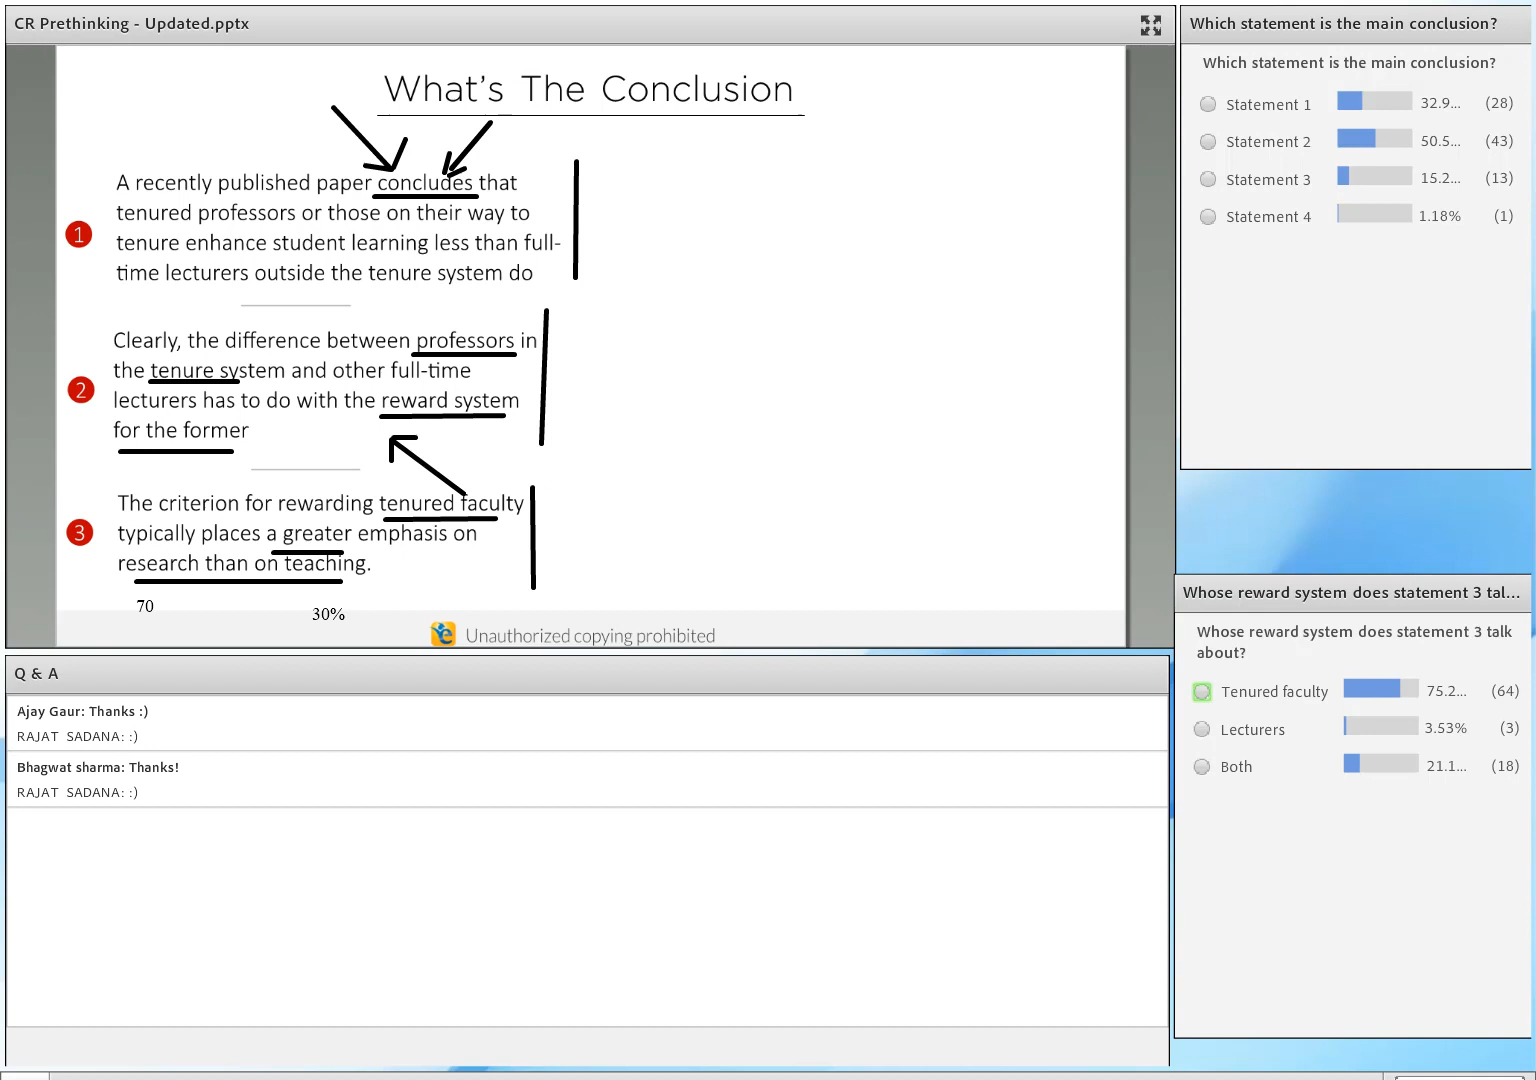 CR Prethinking - Updated.pptx
What's The Conclusion
1
A recently published paper concludes that
tenured professors or those on their way to
tenure enhance student learning less than full-
time lecturers outside the tenure system do
2
Clearly, the difference between professors in
the tenure system and other full-time
lecturers has to do with the reward system
for the former
3
The criterion for rewarding tenured faculty
typically places a greater emphasis on
research than on teaching.
70
30%
Unauthorized copying prohibited
Q & A
Ajay Gaur: Thanks :)
RAJAT SADANA: :)
Bhagwat sharma: Thanks!
RAJAT SADANA: :)
Which statement is the main conclusion?
Which statement is the main conclusion?
Statement 1 32.9... (28)
Statement 2 50.5... (43)
Statement 3 15.2... (13)
Statement 4 1.18% (1)
Whose reward system does statement 3 tal...
Whose reward system does statement 3 talk
about?
Tenured faculty 75.2... (64)
Lecturers 3.53% (3)
Both 21.1... (18)